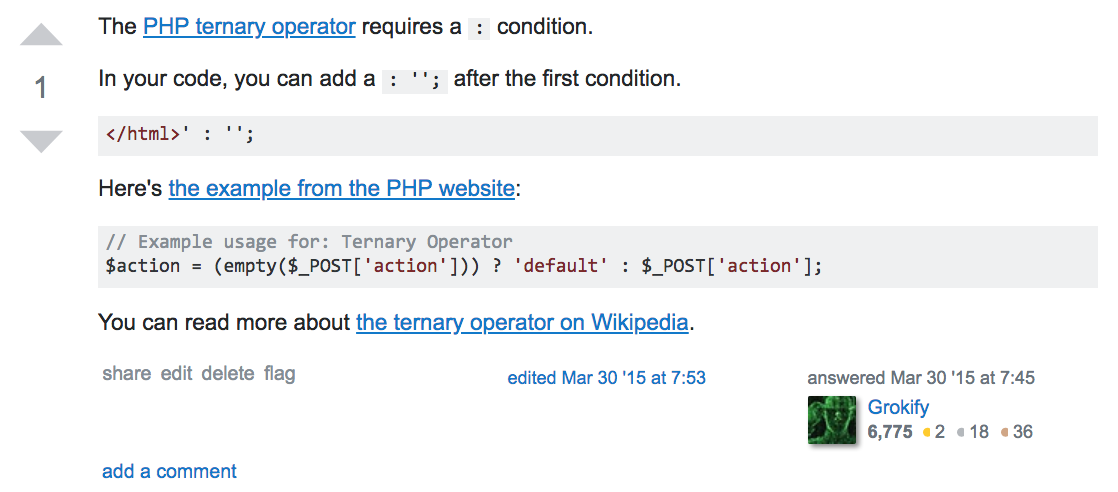 The PHP ternary operator requires a : condition.
1
In your code, you can add a : ''; after the first condition.
</html>' : '';
Here's the example from the PHP website:
// Example usage for: Ternary Operator
$action = (empty($_POST['action'])) ? 'default' : $_POST['action'];
You can read more about the ternary operator on Wikipedia.
share edit delete flag
edited Mar 30 '15 at 7:53
answered Mar 30 '15 at 7:45
Grokify
6,775 2 18 36
add a comment